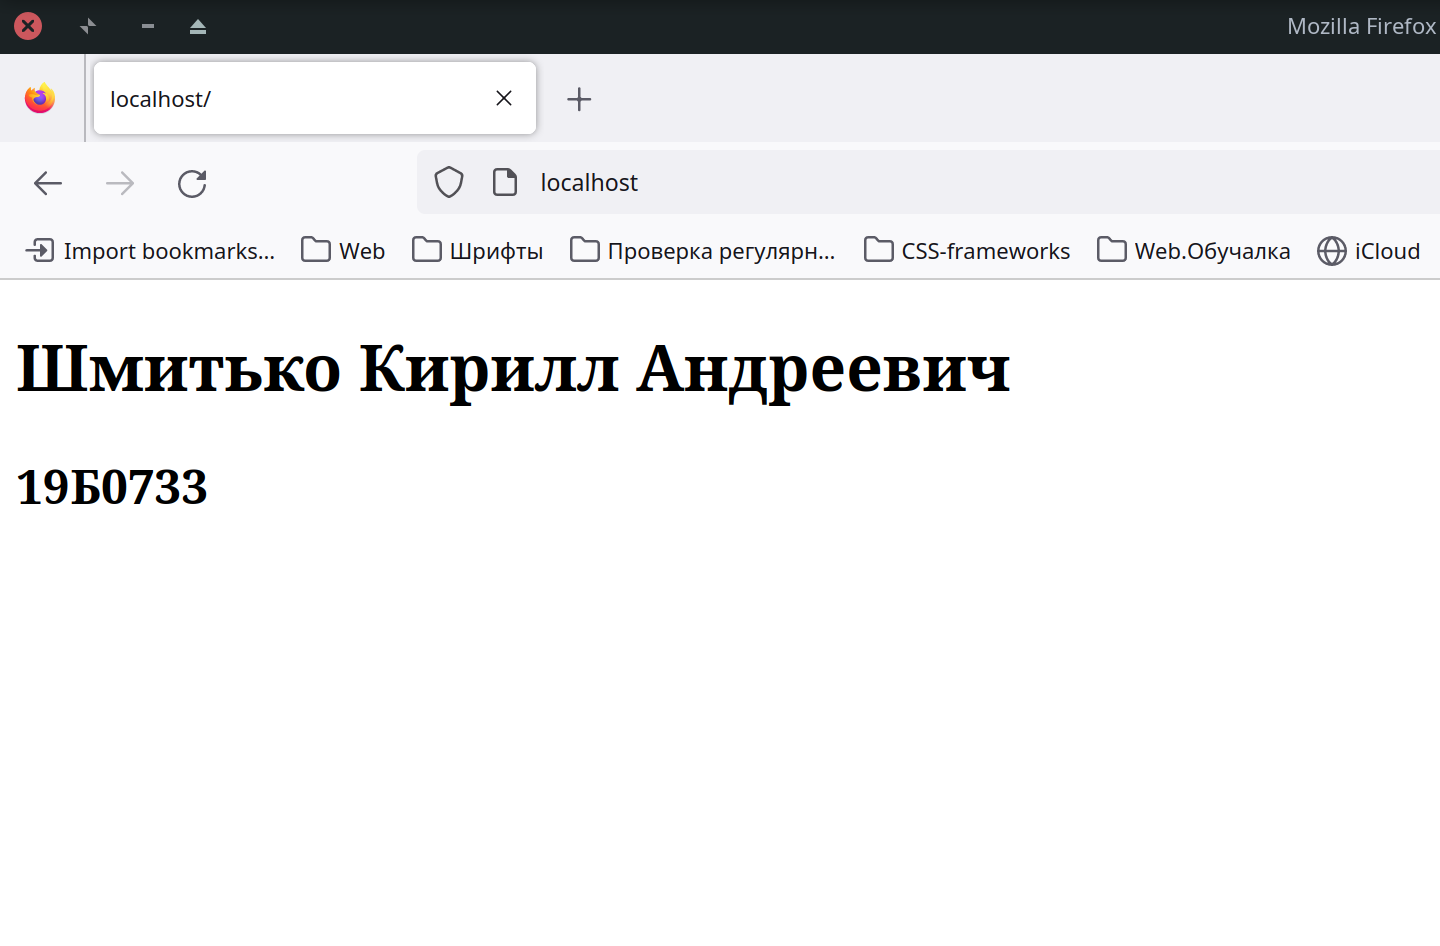 Mozilla Firefox
localhost/
localhost
Import bookmarks... Web Шрифты Проверка регулярн... CSS-frameworks Web.Обучалка iCloud
Шмитько Кирилл Андреевич
19Б0733